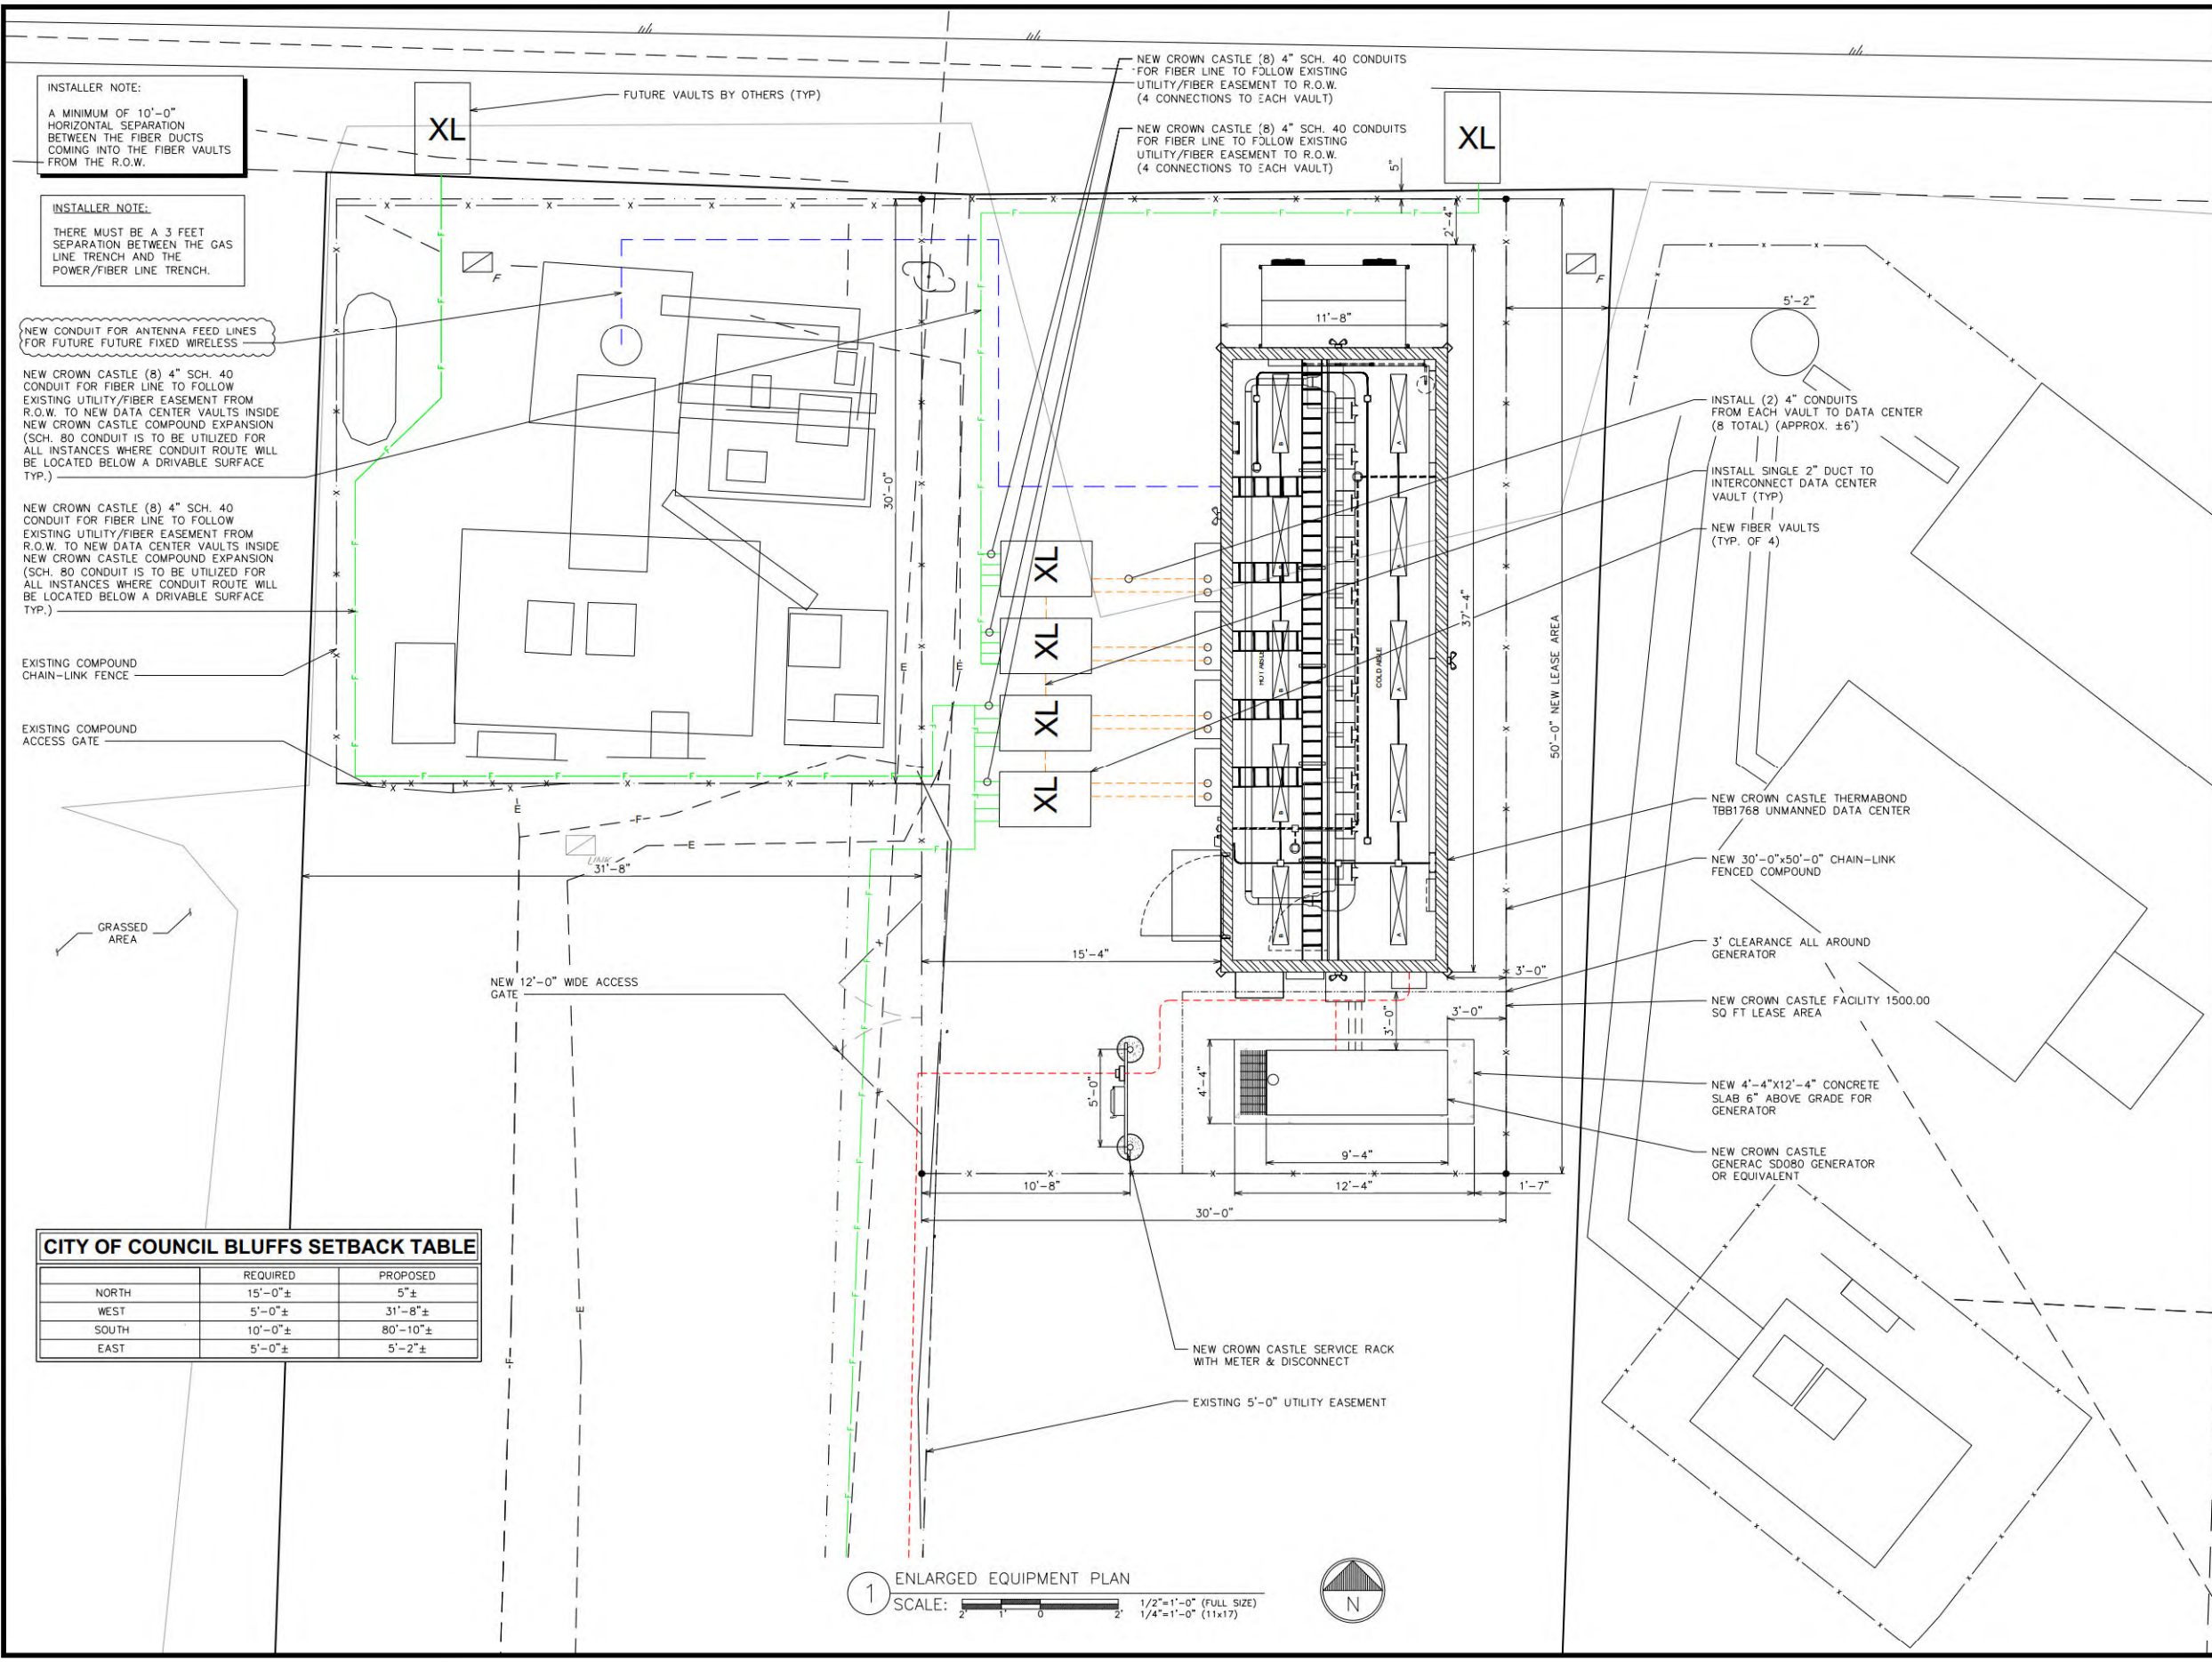 INSTALLER NOTE:
A MINIMUM OF 10'-0"
HORIZONTAL SEPARATION
BETWEEN THE FIBER DUCTS
COMING INTO THE FIBER VAULTS
FROM THE R.O.W.
INSTALLER NOTE:
THERE MUST BE A 3 FEET
SEPARATION BETWEEN THE GAS
LINE TRENCH AND THE
POWER/FIBER LINE TRENCH.
NEW CONDUIT FOR ANTENNA FEED LINES
FOR FUTURE FUTURE FIXED WIRELESS
NEW CROWN CASTLE (8) 4" SCH. 40
CONDUIT FOR FIBER LINE TO FOLLOW
EXISTING UTILITY/FIBER EASEMENT FROM
R.O.W. TO NEW DATA CENTER VAULTS INSIDE
NEW CROWN CASTLE COMPOUND EXPANSION
(SCH. 80 CONDUIT IS TO BE UTILIZED FOR
ALL INSTANCES WHERE CONDUIT ROUTE WILL
BE LOCATED BELOW A DRIVABLE SURFACE
TYP.)
NEW CROWN CASTLE (8) 4" SCH. 40
CONDUIT FOR FIBER LINE TO FOLLOW
EXISTING UTILITY/FIBER EASEMENT FROM
R.O.W. TO NEW DATA CENTER VAULTS INSIDE
NEW CROWN CASTLE COMPOUND EXPANSION
(SCH. 80 CONDUIT IS TO BE UTILIZED FOR
ALL INSTANCES WHERE CONDUIT ROUTE WILL
BE LOCATED BELOW A DRIVABLE SURFACE
TYP.)
EXISTING COMPOUND
CHAIN-LINK FENCE
EXISTING COMPOUND
ACCESS GATE
GRASSED
AREA
XL
FUTURE VAULTS BY OTHERS (TYP)
NEW CROWN CASTLE (8) 4" SCH. 40 CONDUITS
FOR FIBER LINE TO FOLLOW EXISTING
UTILITY/FIBER EASEMENT TO R.O.W.
(4 CONNECTIONS TO EACH VAULT)
NEW CROWN CASTLE (8) 4" SCH. 40 CONDUITS
FOR FIBER LINE TO FOLLOW EXISTING
UTILITY/FIBER EASEMENT TO R.O.W.
(4 CONNECTIONS TO EACH VAULT)
XL
5"
2'-4"
F
F
5'-2"
11'-8"
30'-0"
37'-4"
50'-0" NEW LEASE AREA
XL
XL
XL
XL
HOT AISLE
COLD AISLE
B
B
B
B
B
A
A
A
A
A
INSTALL (2) 4" CONDUITS
FROM EACH VAULT TO DATA CENTER
(8 TOTAL) (APPROX. ±6')
INSTALL SINGLE 2" DUCT TO
INTERCONNECT DATA CENTER
VAULT (TYP)
NEW FIBER VAULTS
(TYP. OF 4)
NEW CROWN CASTLE THERMABOND
TBB1768 UNMANNED DATA CENTER
NEW 30'-0"x50'-0" CHAIN-LINK
FENCED COMPOUND
3' CLEARANCE ALL AROUND
GENERATOR
NEW CROWN CASTLE FACILITY 1500.00
SQ FT LEASE AREA
NEW 4'-4"X12'-4" CONCRETE
SLAB 6" ABOVE GRADE FOR
GENERATOR
NEW CROWN CASTLE
GENERAC SD080 GENERATOR
OR EQUIVALENT
LINK
31'-8"
15'-4"
3'-0"
3'-0"
3'-0"
NEW 12'-0" WIDE ACCESS
GATE
5'-0"
4'-4"
9'-4"
10'-8"
12'-4"
1'-7"
30'-0"
NEW CROWN CASTLE SERVICE RACK
WITH METER & DISCONNECT
EXISTING 5'-0" UTILITY EASEMENT
CITY OF COUNCIL BLUFFS SETBACK TABLE
REQUIRED PROPOSED
NORTH 15'-0"± 5"±
WEST 5'-0"± 31'-8"±
SOUTH 10'-0"± 80'-10"±
EAST 5'-0"± 5'-2"±
1
ENLARGED EQUIPMENT PLAN
SCALE:
2' 1' 0 2'
1/2"=1'-0" (FULL SIZE)
1/4"=1'-0" (11x17)
N